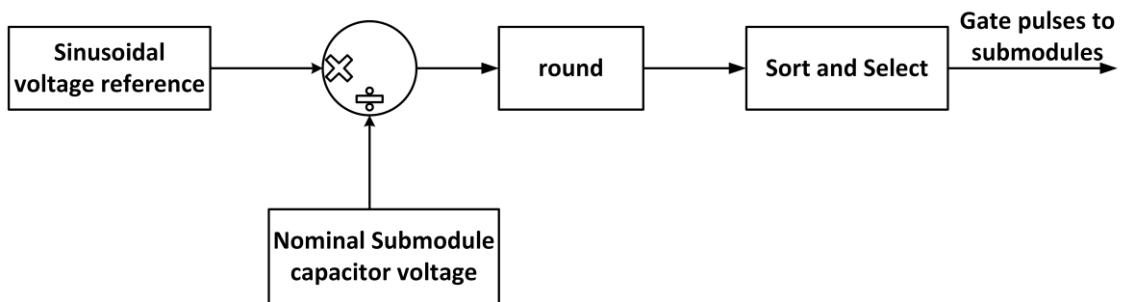 Sinusoidal
voltage reference
round
Sort and Select
Gate pulses to
submodules
Nominal Submodule
capacitor voltage